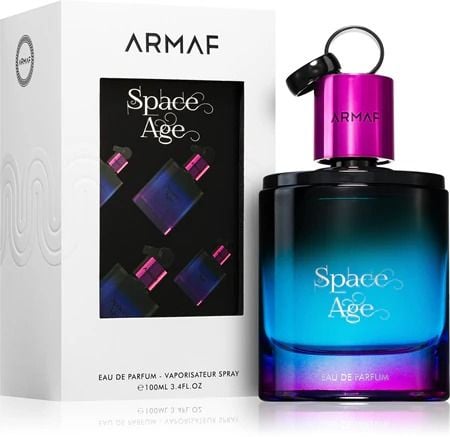 ARMAF
Space
Age
EAU DE PARFUM - VAPORISATEUR SPRAY
℮100ML 3.4FL.OZ
ARMAF
Space
Age
EAU DE PARFUM